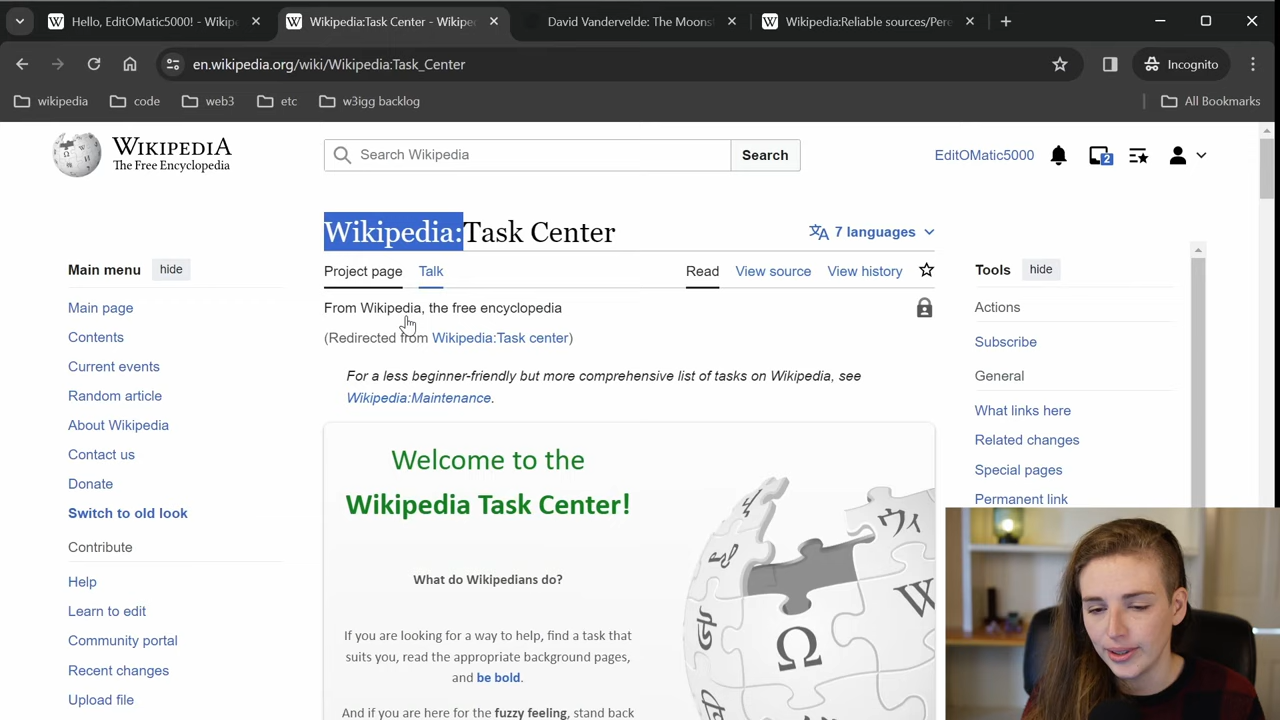 Hello, EditOMatic5000! - Wikip
Wikipedia:Task Center - Wikipe
David Vandervelde: The Moons
Wikipedia:Reliable sources/Pere
en.wikipedia.org/wiki/Wikipedia:Task_Center
Incognito
wikipedia
code
web3
etc
w3igg backlog
All Bookmarks
WIKIPEDIA
The Free Encyclopedia
Search Wikipedia
Search
EditOMatic5000
2
Wikipedia:Task Center
7 languages
Main menu
hide
Project page
Talk
Read
View source
View history
Tools
hide
Main page
Contents
Current events
Random article
About Wikipedia
Contact us
Donate
Switch to old look
Contribute
Help
Learn to edit
Community portal
Recent changes
Upload file
From Wikipedia, the free encyclopedia
(Redirected from Wikipedia:Task center)
For a less beginner-friendly but more comprehensive list of tasks on Wikipedia, see
Wikipedia:Maintenance.
Welcome to the
Wikipedia Task Center!
What do Wikipedians do?
If you are looking for a way to help, find a task that
suits you, read the appropriate background pages,
and be bold.
And if you are here for the fuzzy feeling, stand back
Ω
W
ウィ
Actions
Subscribe
General
What links here
Related changes
Special pages
Permanent link